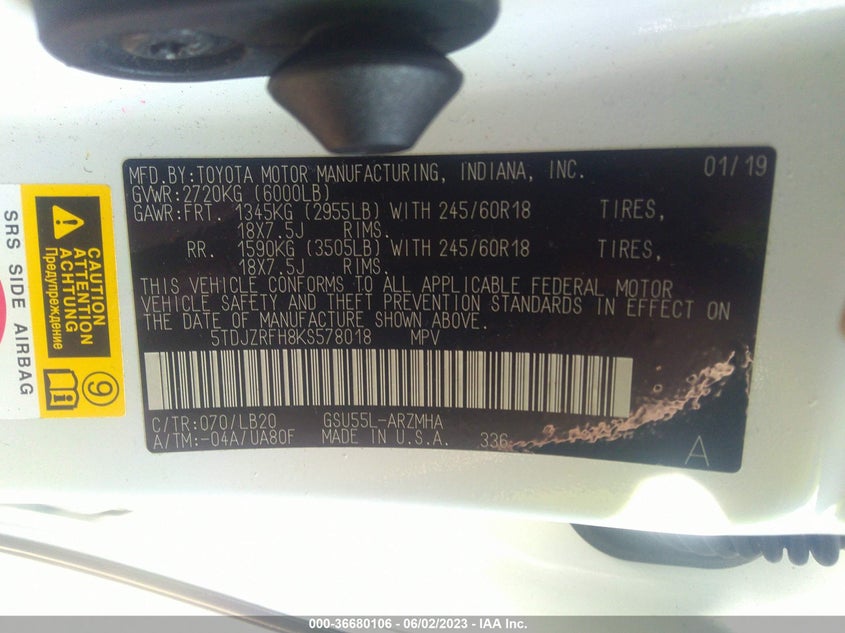 MFD.BY:TOYOTA MOTOR MANUFACTURING, INDIANA, INC. 01/19
GVWR:2720KG (6000LB)
GAWR:FRT. 1345KG (2955LB) WITH 245/60R18 TIRES,
18X7.5J RIMS.
RR. 1590KG (3505LB) WITH 245/60R18 TIRES,
18X7.5J RIMS.
THIS VEHICLE CONFORMS TO ALL APPLICABLE FEDERAL MOTOR
VEHICLE SAFETY AND THEFT PREVENTION STANDARDS IN EFFECT ON
THE DATE OF MANUFACTURE SHOWN ABOVE.
5TDJZRFH8KS578018 MPV
C/TR:070/LB20 GSU55L-ARZMHA
A/TM:-04A/UA80F MADE IN U.S.A. 336
A
CAUTION
ATTENTION
ACHTUNG
Предупреждение
9
SRS SIDE AIRBAG
000-36680106 - 06/02/2023 - IAA Inc.